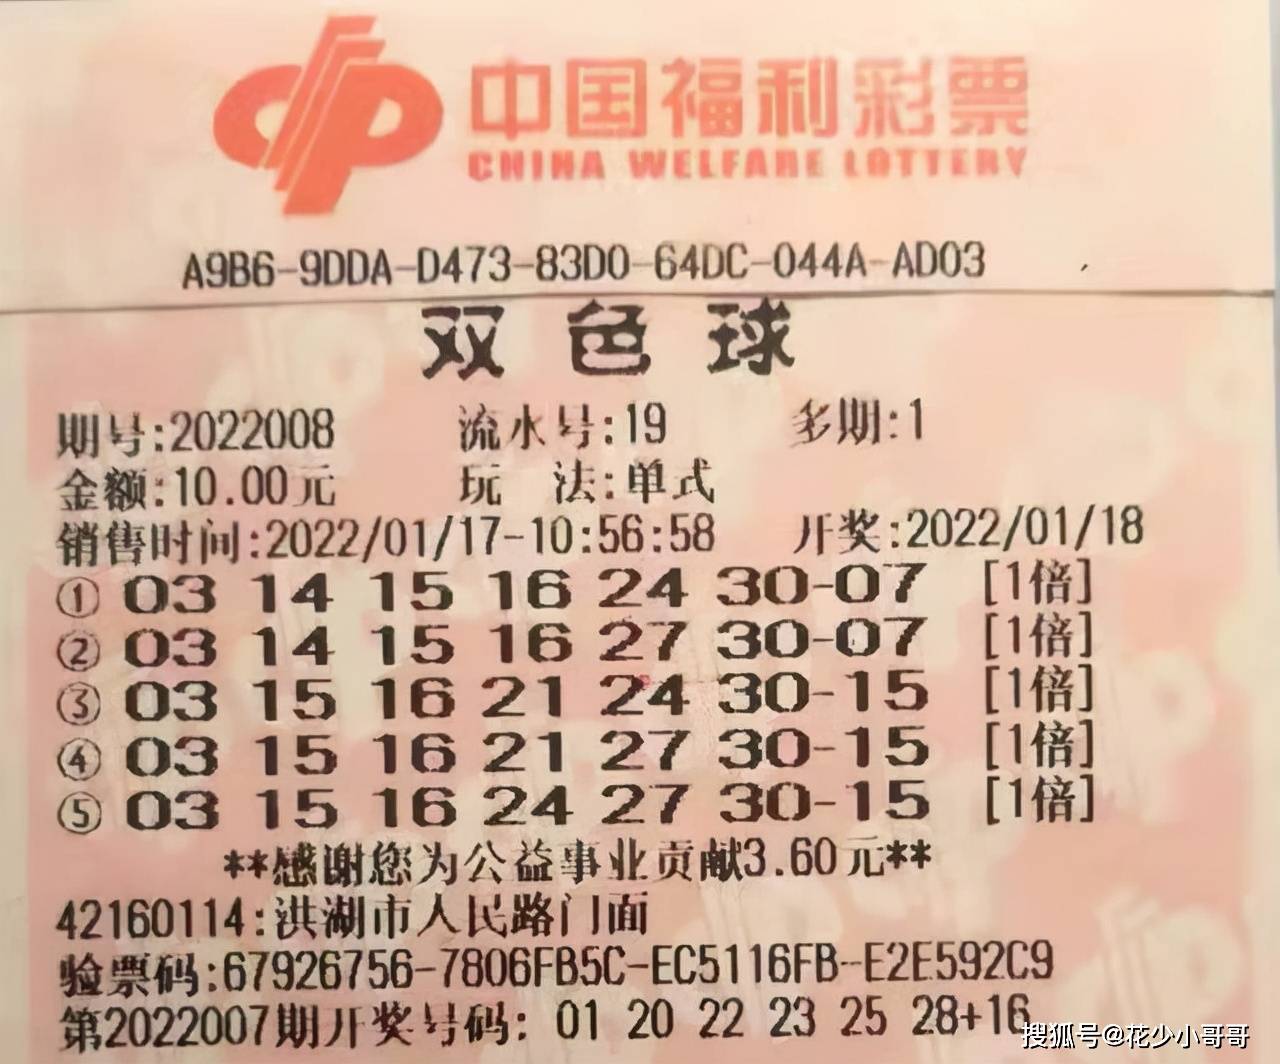 中国福利彩票
CHINA WELFARE LOTTERY
A9B6-9DDA-D473-83D0-64DC-044A-AD03
双色球
期号:2022008 流水号:19 多期:1
金额:10.00元 玩法:单式
销售时间:2022/01/17-10:56:58 开奖:2022/01/18
① 03 14 15 16 24 30-07 [1倍]
② 03 14 15 16 27 30-07 [1倍]
③ 03 15 16 21 24 30-15 [1倍]
④ 03 15 16 21 27 30-15 [1倍]
⑤ 03 15 16 24 27 30-15 [1倍]
**感谢您为公益事业贡献3.60元**
42160114:洪湖市人民路门面
验票码:67926756-7806FB5C-EC5116FB-E2E592C9
第2022007期开奖号码: 01 20 22 23 25 28+16
搜狐号@花少小哥哥